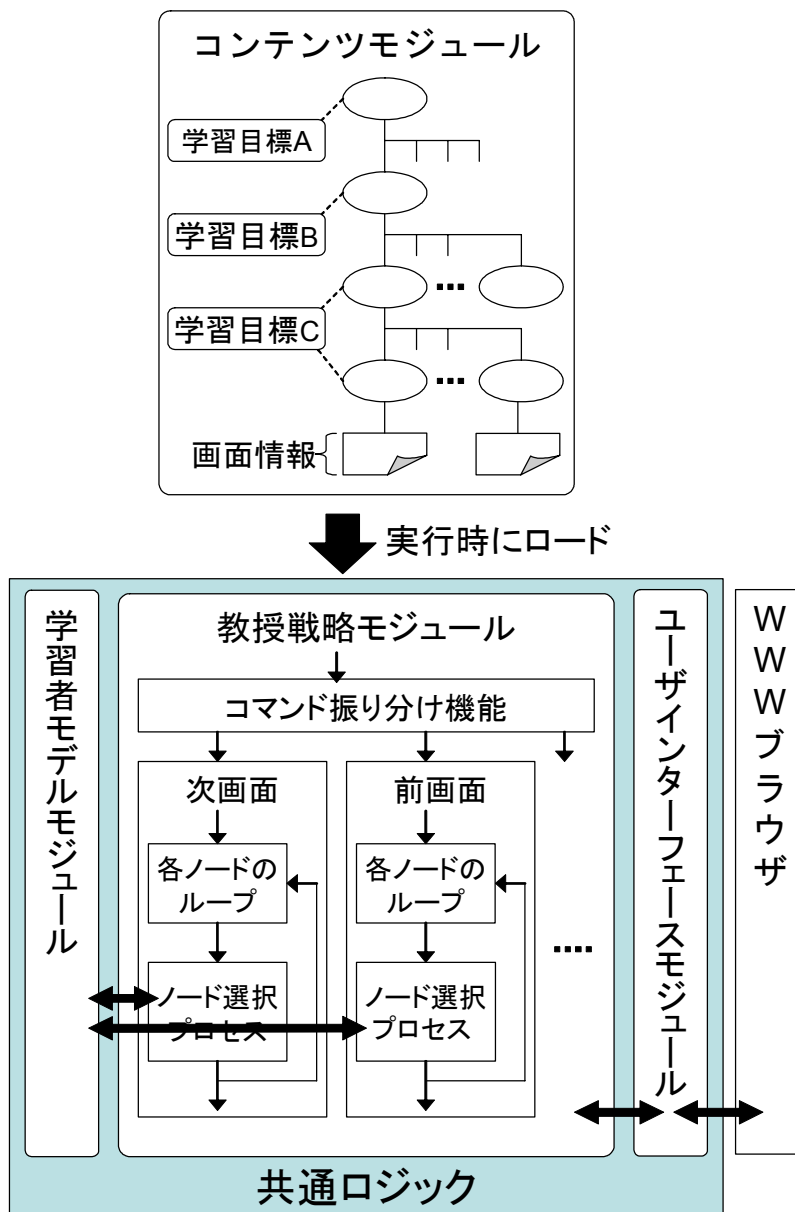 コンテンツモジュール
学習目標A
学習目標B
学習目標C
画面情報
実行時にロード
学習者モデルモジュール
教授戦略モジュール
コマンド振り分け機能
次画面
各ノードの
ループ
ノード選択
プロセス
前画面
各ノードの
ループ
ノード選択
プロセス
ユーザインターフェースモジュール
WWWブラウザ
共通ロジック